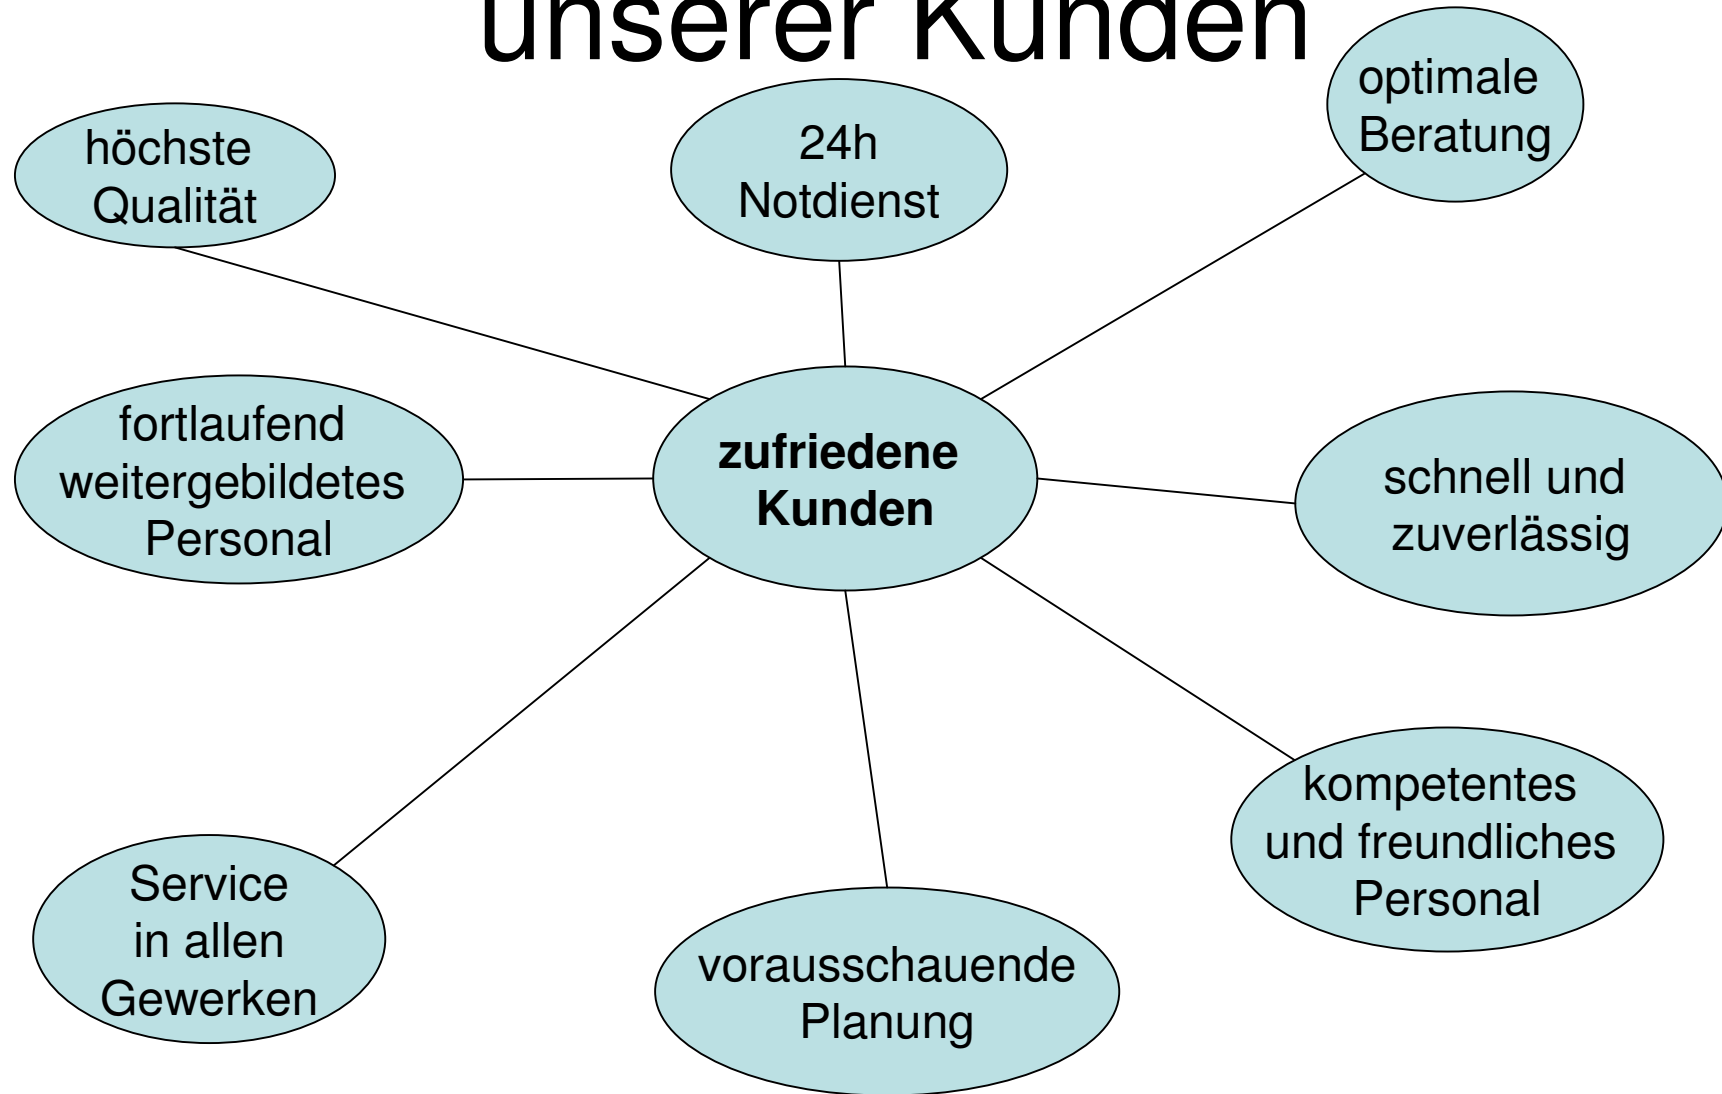 unserer Kunden
höchste
Qualität
24h
Notdienst
optimale
Beratung
fortlaufend
weitergebildetes
Personal
zufriedene
Kunden
schnell und
zuverlässig
Service
in allen
Gewerken
vorausschauende
Planung
kompetentes
und freundliches
Personal